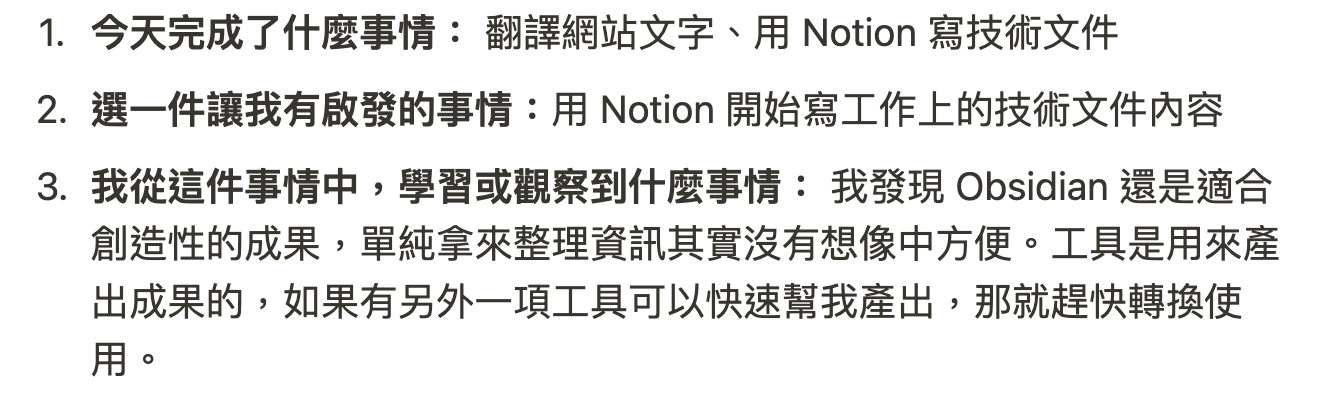 1. 今天完成了什麼事情： 翻譯網站文字、用 Notion 寫技術文件
2. 選一件讓我有啟發的事情：用 Notion 開始寫工作上的技術文件內容
3. 我從這件事情中，學習或觀察到什麼事情： 我發現 Obsidian 還是適合
創造性的成果，單純拿來整理資訊其實沒有想像中方便。工具是用來產
出成果的，如果有另外一項工具可以快速幫我產出，那就趕快轉換使
用。